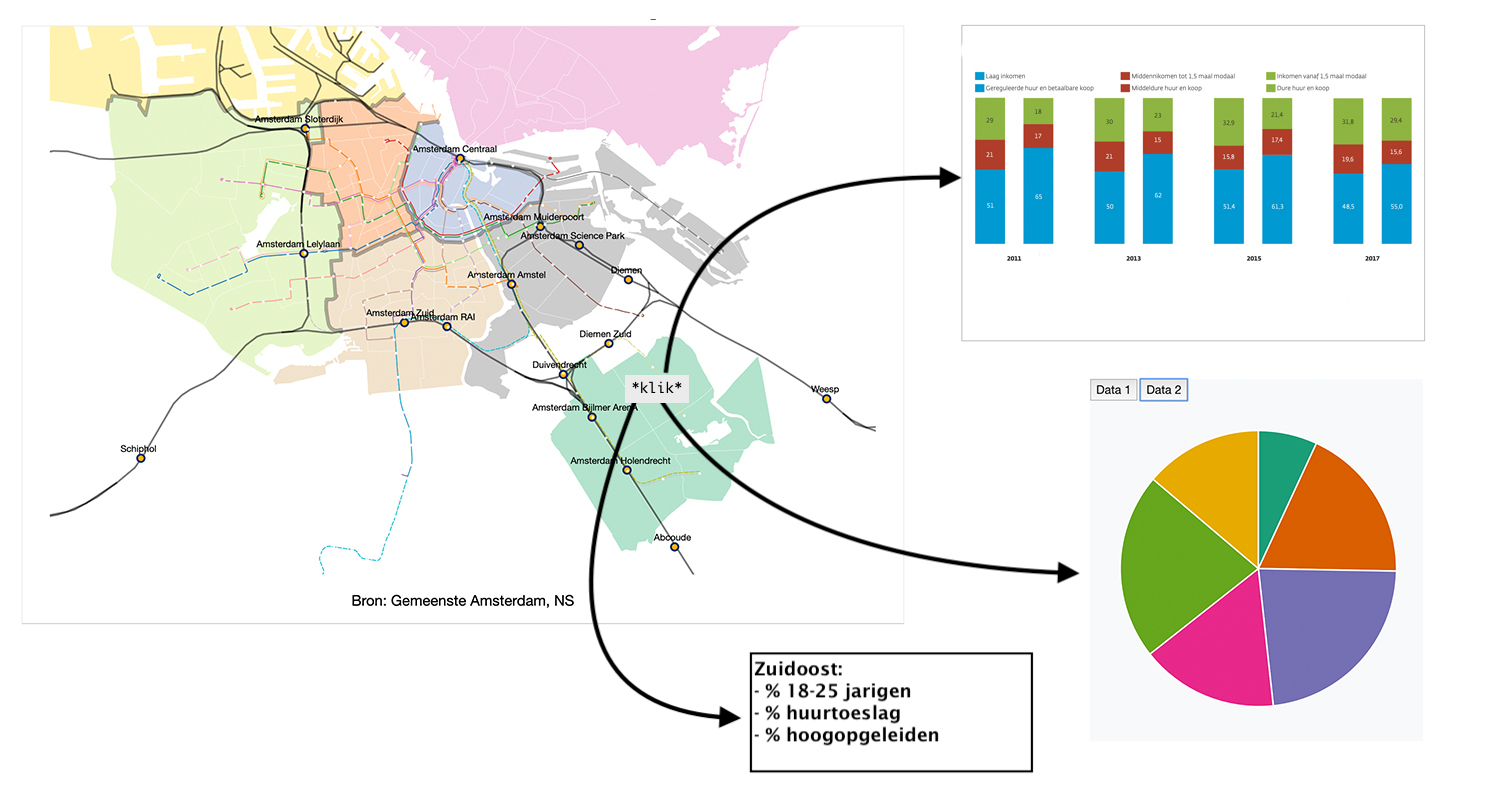 Amsterdam Sloterdijk
Amsterdam Centraal
Amsterdam Muiderpoort
Amsterdam Science Park
Amsterdam Lelylaan
Diemen
Amsterdam Amstel
Amsterdam Zuid
Amsterdam RAI
Diemen Zuid
Duivendrecht
*klik*
Weesp
Amsterdam Bijlmer ArenA
Schiphol
Amsterdam Holendrecht
Abcoude
Bron: Gemeenste Amsterdam, NS
Laag inkomen Middeninkomen tot 1,5 maal modaal Inkomen vanaf 1,5 maal modaal
Gereguleerde huur en betaalbare koop Middeldure huur en koop Dure huur en koop
29 18 30 23 32,9 21,4 31,8 29,4
21 17 21 15 15,8 17,4 19,6 15,6
51 65 50 62 51,4 61,3 48,5 55,0
2011 2013 2015 2017
Data 1 Data 2
Zuidoost:
- % 18-25 jarigen
- % huurtoeslag
- % hoogopgeleiden